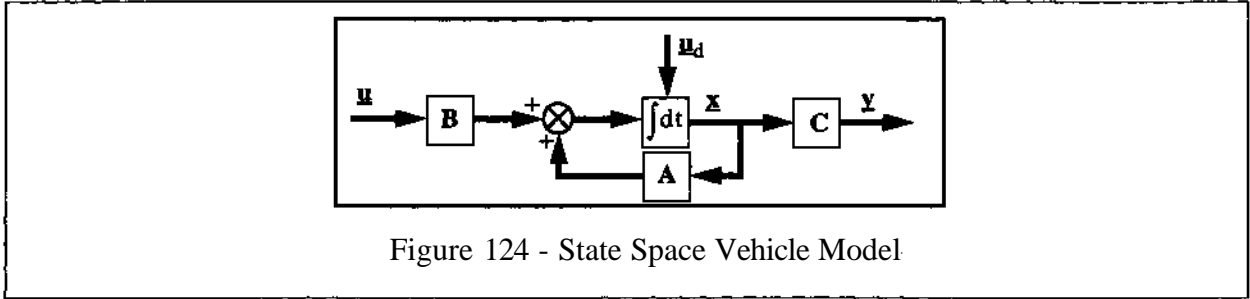 u_d
u
+
B
∫dt
x
C
y
+
A
Figure 124 - State Space Vehicle Model